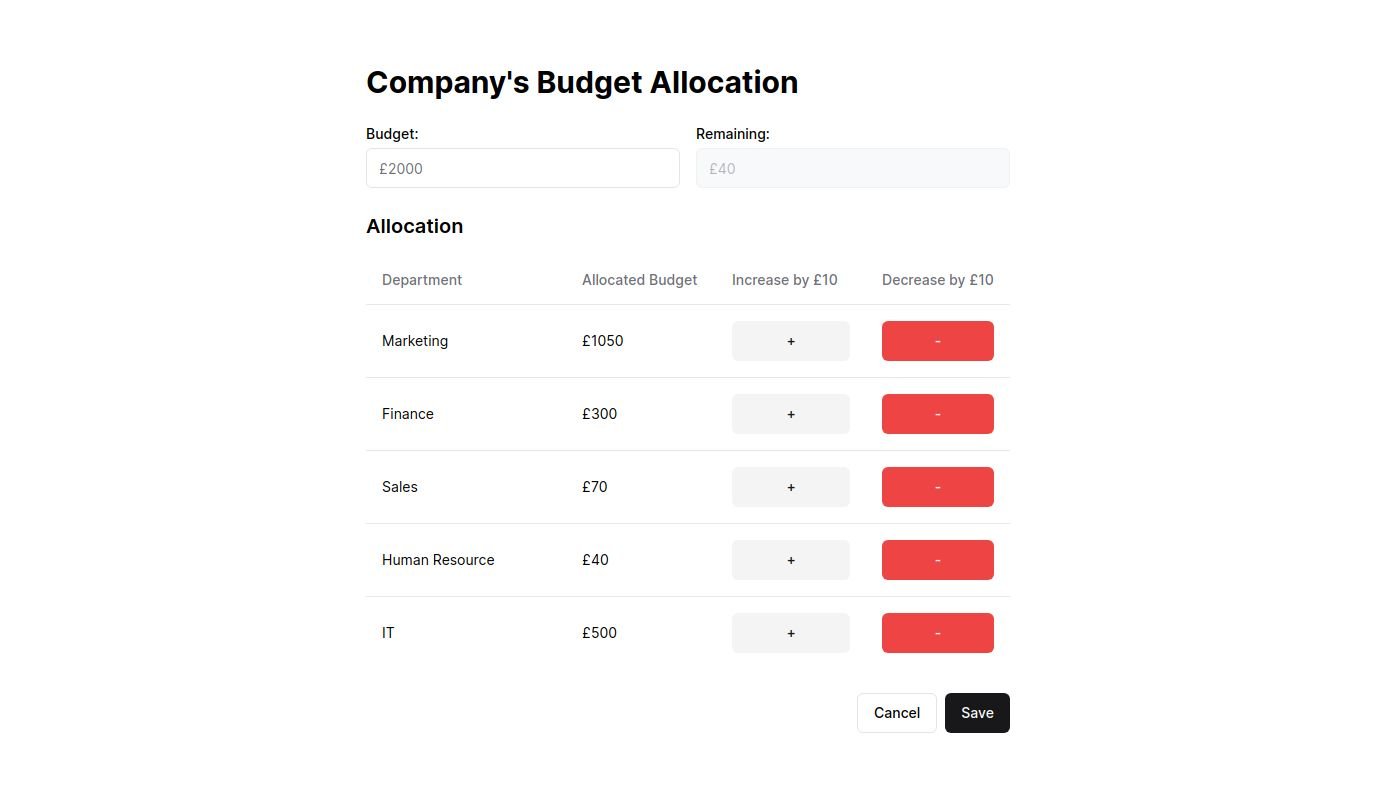 Company's Budget Allocation
Budget: Remaining:
£2000 £40
Allocation
Department Allocated Budget Increase by £10 Decrease by £10
Marketing £1050 + -
Finance £300 + -
Sales £70 + -
Human Resource £40 + -
IT £500 + -
Cancel Save